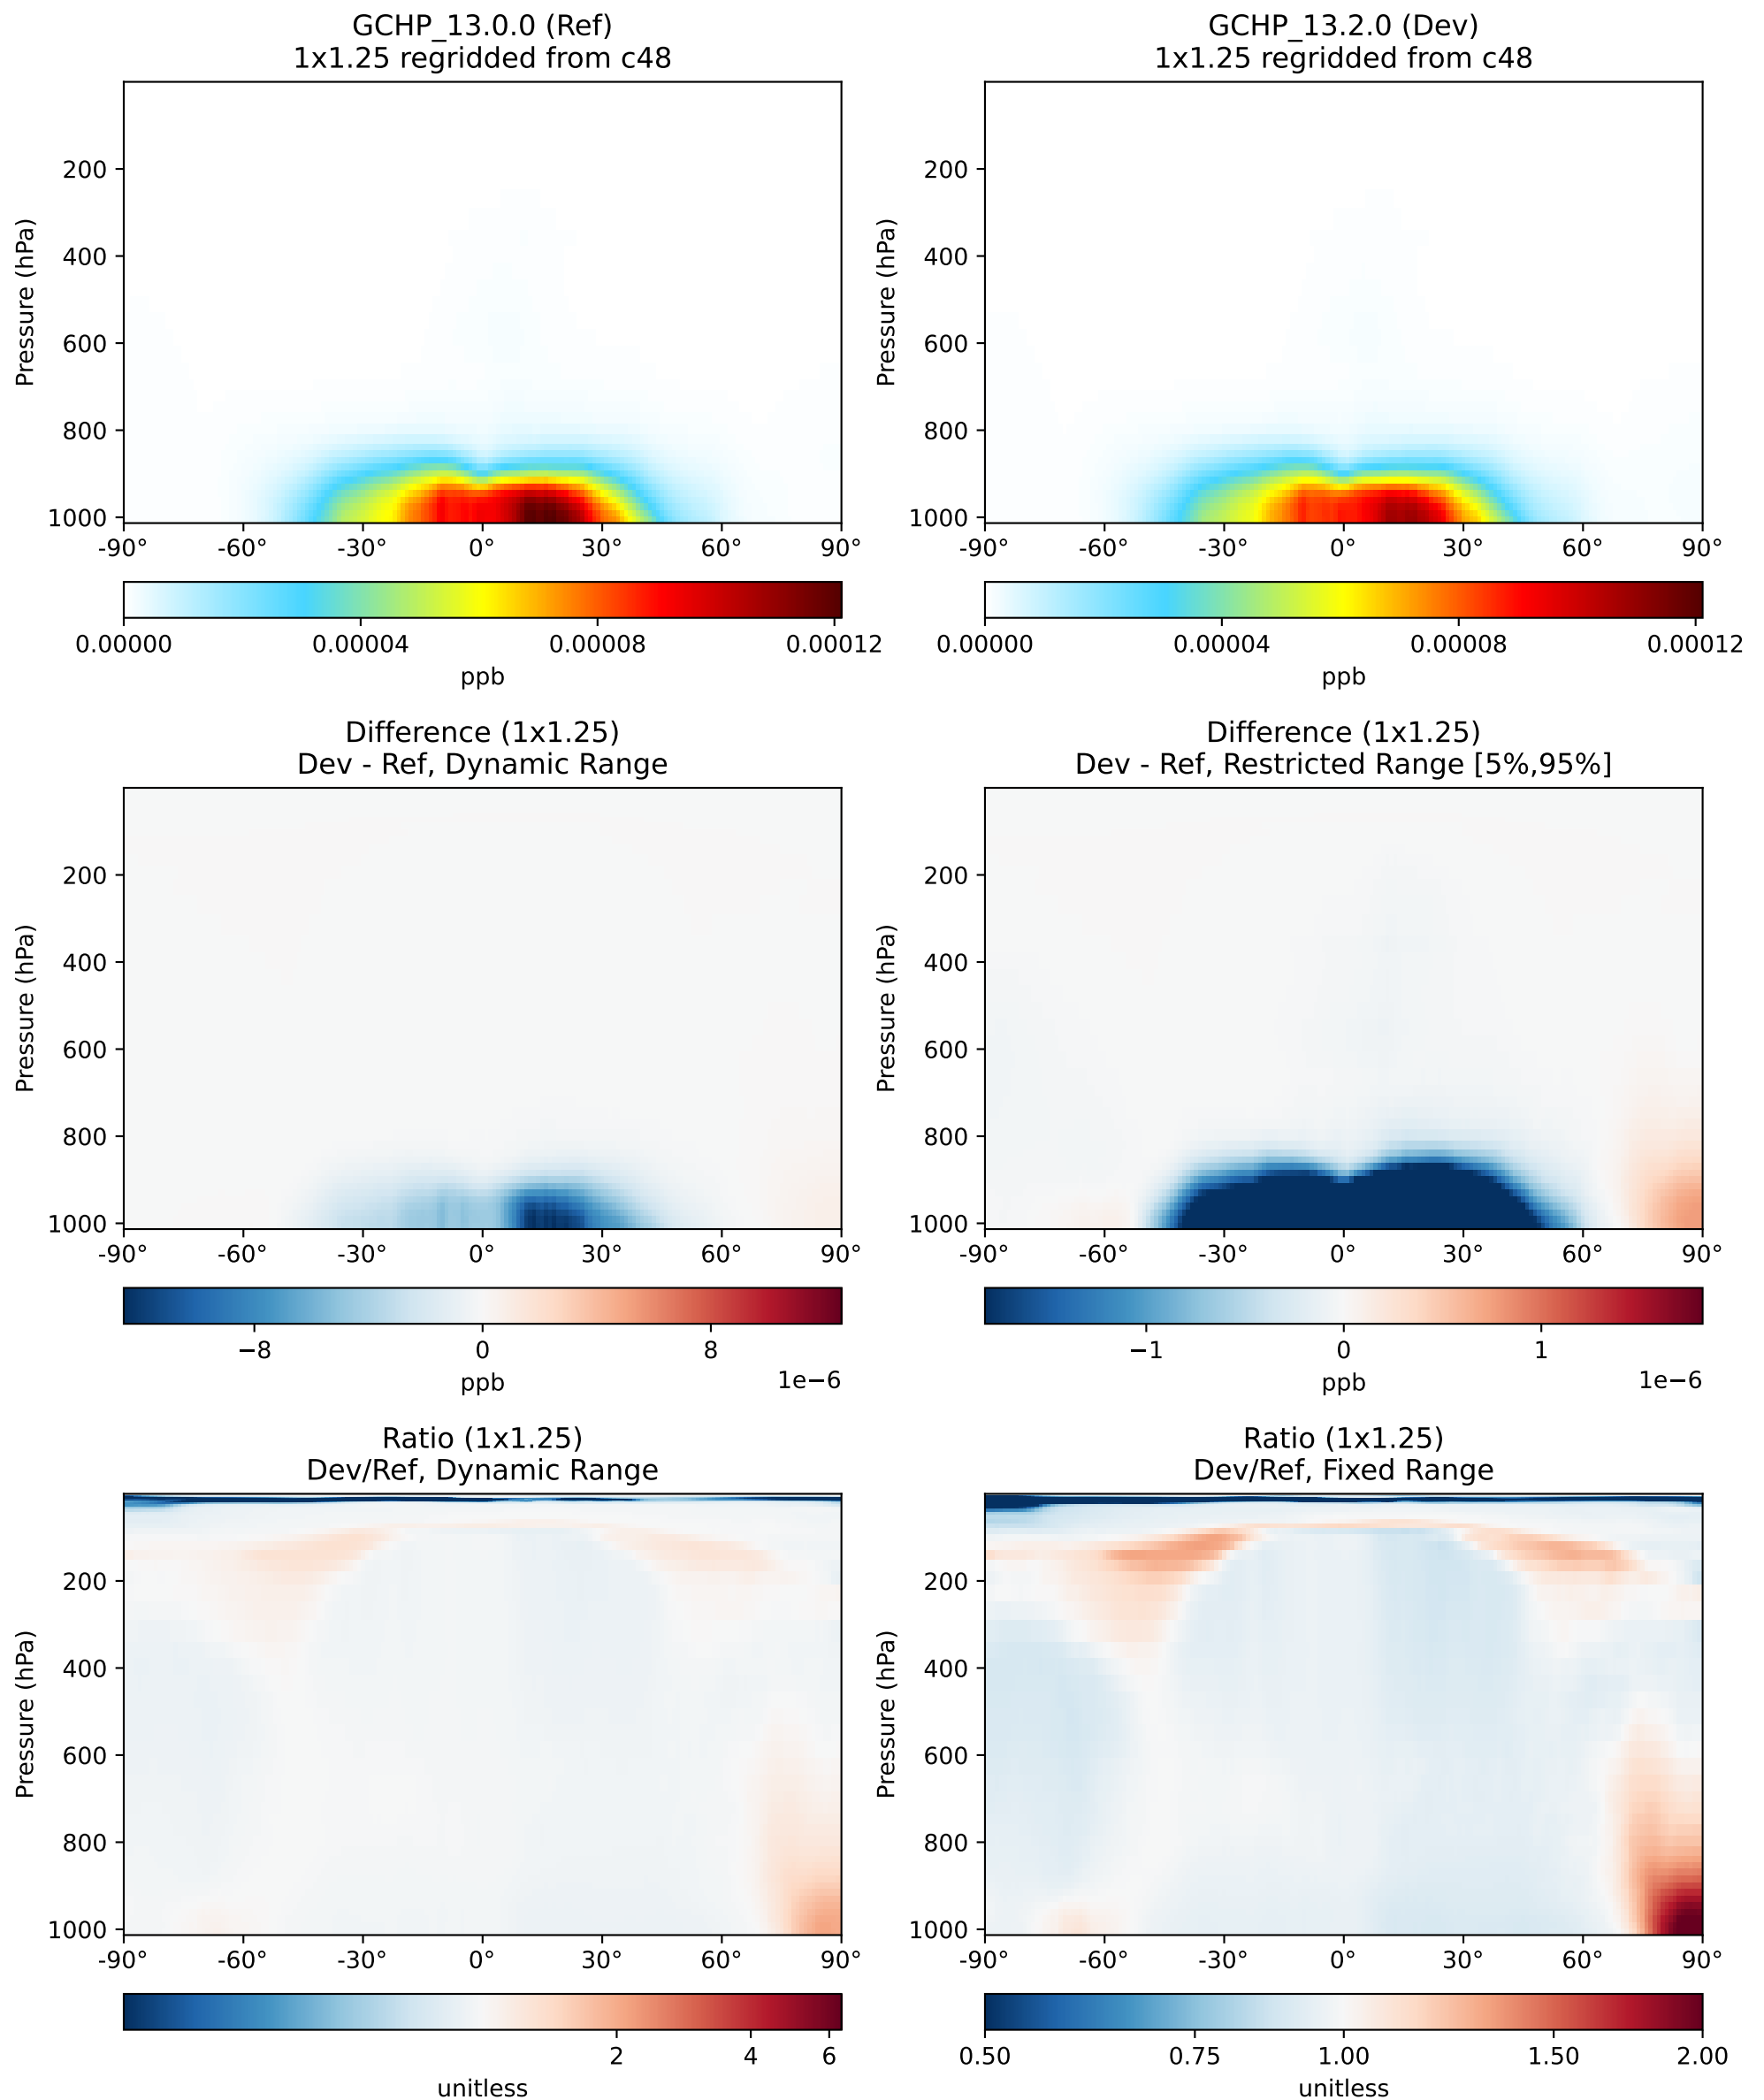 GCHP_13.0.0 (Ref)
1x1.25 regridded from c48
Pressure (hPa)
200
400
600
800
1000
-90° -60° -30° 0° 30° 60° 90°
0.00000 0.00004 0.00008 0.00012
ppb
GCHP_13.2.0 (Dev)
1x1.25 regridded from c48
Pressure (hPa)
200
400
600
800
1000
-90° -60° -30° 0° 30° 60° 90°
0.00000 0.00004 0.00008 0.00012
ppb
Difference (1x1.25)
Dev - Ref, Dynamic Range
Pressure (hPa)
200
400
600
800
1000
-90° -60° -30° 0° 30° 60° 90°
−8 0 8
1e−6
ppb
Difference (1x1.25)
Dev - Ref, Restricted Range [5%,95%]
Pressure (hPa)
200
400
600
800
1000
-90° -60° -30° 0° 30° 60° 90°
−1 0 1
1e−6
ppb
Ratio (1x1.25)
Dev/Ref, Dynamic Range
Pressure (hPa)
200
400
600
800
1000
-90° -60° -30° 0° 30° 60° 90°
2 4 6
unitless
Ratio (1x1.25)
Dev/Ref, Fixed Range
Pressure (hPa)
200
400
600
800
1000
-90° -60° -30° 0° 30° 60° 90°
0.50 0.75 1.00 1.50 2.00
unitless